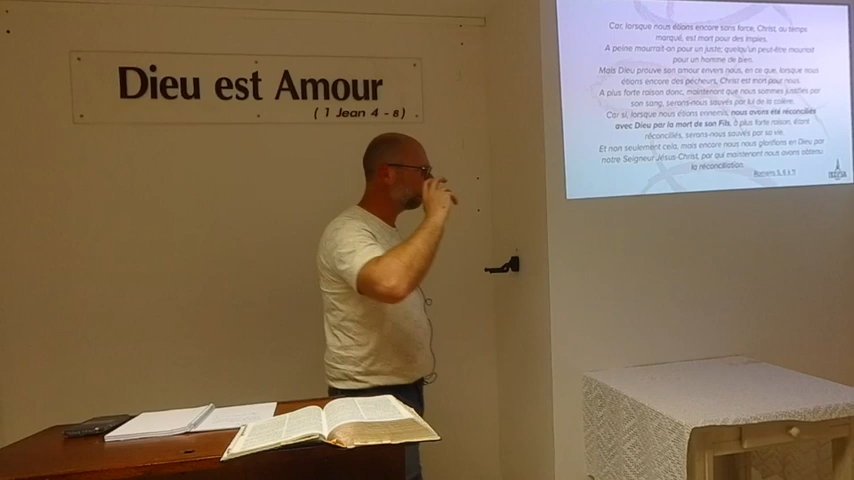 Dieu est Amour
(1 Jean 4 - 8)
Car, lorsque nous étions encore sans force, Christ, au temps
marqué, est mort pour des impies.
A peine mourrait-on pour un juste; quelqu'un peut-être mourrait
pour un homme de bien.
Mais Dieu prouve son amour envers nous, en ce que, lorsque nous
étions encore des pécheurs, Christ est mort pour nous.
A plus forte raison donc, maintenant que nous sommes justifiés par
son sang, serons-nous sauvés par lui de la colère.
Car si, lorsque nous étions ennemis, nous avons été réconciliés
avec Dieu par la mort de son Fils, à plus forte raison, étant
réconciliés, serons-nous sauvés par sa vie.
Et non seulement cela, mais encore nous nous glorifions en Dieu par
notre Seigneur Jésus-Christ, par qui maintenant nous avons obtenu
la réconciliation.
Romains 5, 6 à 11